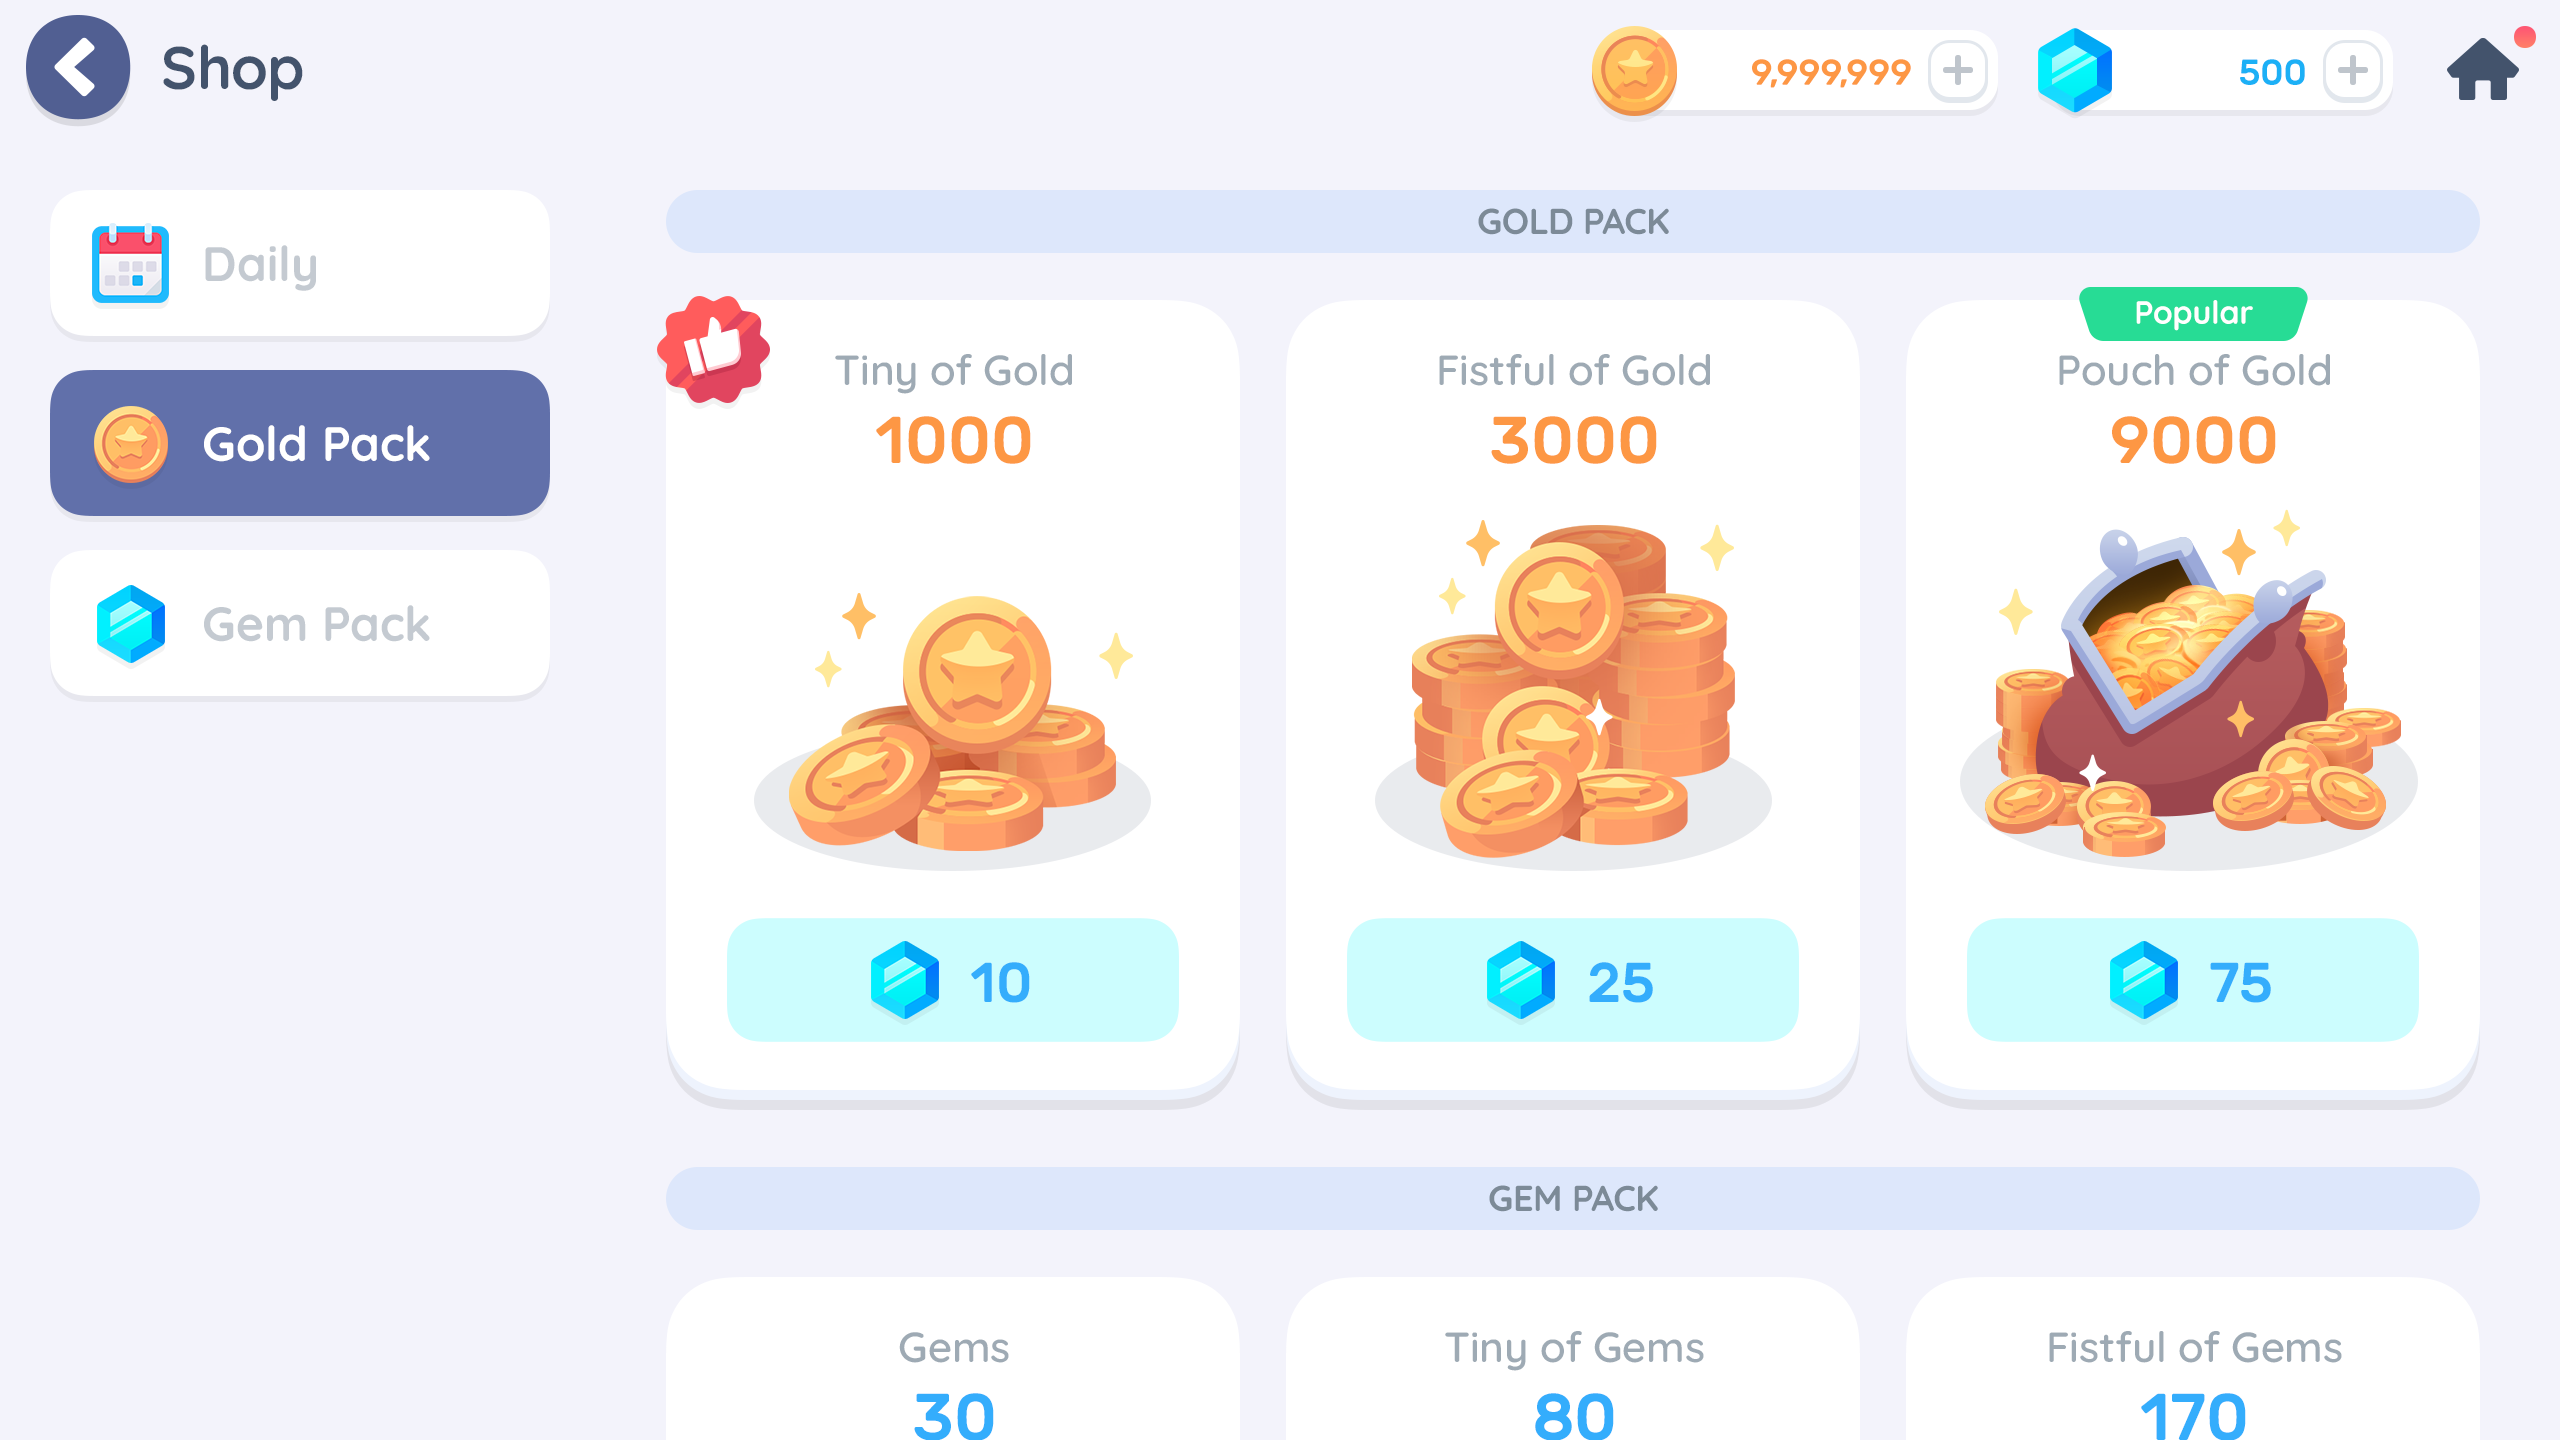 Shop
9,999,999
500
Daily
Gold Pack
Gem Pack
GOLD PACK
Tiny of Gold
1000
10
Fistful of Gold
3000
25
Popular
Pouch of Gold
9000
75
GEM PACK
Gems
30
Tiny of Gems
80
Fistful of Gems
170